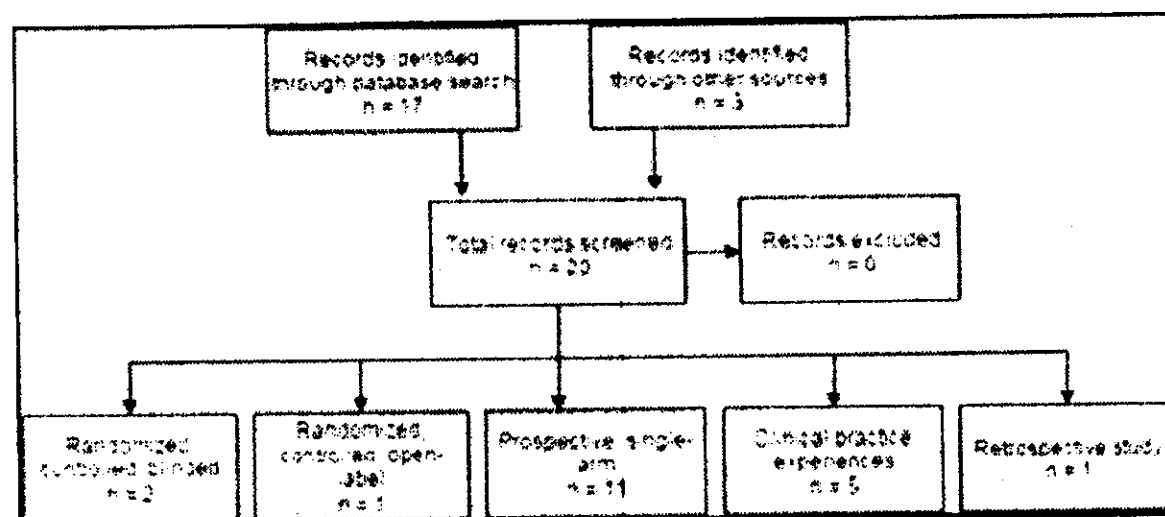 Records identified
through database search
n = 17
Records identified
through other sources
n = 3
Total records screened
n = 20
Records excluded
n = 0
Randomized
controlled blinded
n = 2
Randomized,
controlled, open-
label
n = 1
Prospective single-
arm
n = 11
Clinical practice
experiences
n = 5
Retrospective study
n = 1